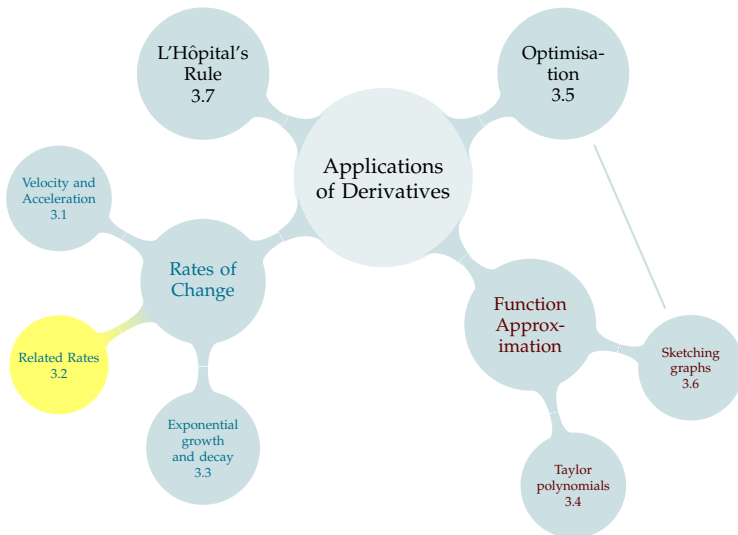 L'Hôpital's
Rule
3.7
Optimisa-
tion
3.5
Applications
of Derivatives
Velocity and
Acceleration
3.1
Rates of
Change
Related Rates
3.2
Exponential
growth
and decay
3.3
Function
Approx-
imation
Sketching
graphs
3.6
Taylor
polynomials
3.4